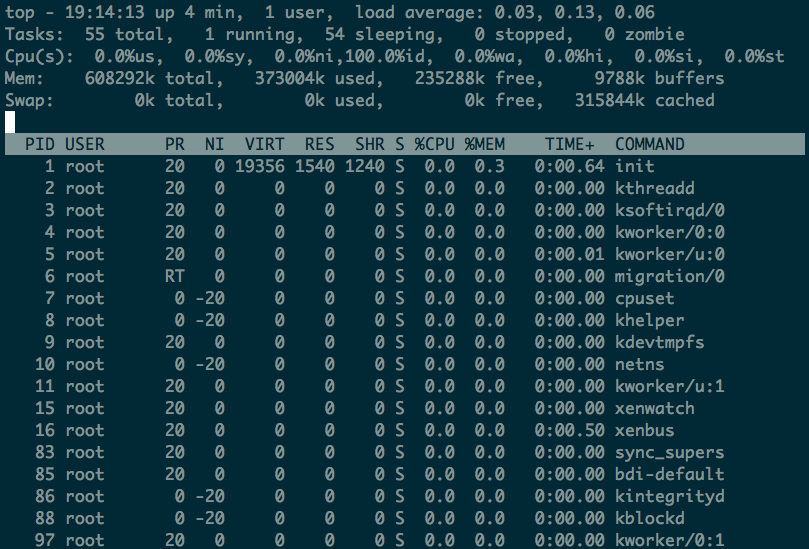 top - 19:14:13 up 4 min,  1 user,  load average: 0.03, 0.13, 0.06
Tasks:  55 total,   1 running,  54 sleeping,   0 stopped,   0 zombie
Cpu(s):  0.0%us,  0.0%sy,  0.0%ni,100.0%id,  0.0%wa,  0.0%hi,  0.0%si,  0.0%st
Mem:    608292k total,   373004k used,   235288k free,     9788k buffers
Swap:        0k total,        0k used,        0k free,   315844k cached
  PID USER      PR  NI  VIRT  RES  SHR S %CPU %MEM    TIME+  COMMAND
    1 root      20   0 19356 1540 1240 S  0.0  0.3   0:00.64 init
    2 root      20   0     0    0    0 S  0.0  0.0   0:00.00 kthreadd
    3 root      20   0     0    0    0 S  0.0  0.0   0:00.00 ksoftirqd/0
    4 root      20   0     0    0    0 S  0.0  0.0   0:00.00 kworker/0:0
    5 root      20   0     0    0    0 S  0.0  0.0   0:00.01 kworker/u:0
    6 root      RT   0     0    0    0 S  0.0  0.0   0:00.00 migration/0
    7 root       0 -20     0    0    0 S  0.0  0.0   0:00.00 cpuset
    8 root       0 -20     0    0    0 S  0.0  0.0   0:00.00 khelper
    9 root      20   0     0    0    0 S  0.0  0.0   0:00.00 kdevtmpfs
   10 root       0 -20     0    0    0 S  0.0  0.0   0:00.00 netns
   11 root      20   0     0    0    0 S  0.0  0.0   0:00.00 kworker/u:1
   15 root      20   0     0    0    0 S  0.0  0.0   0:00.00 xenwatch
   16 root      20   0     0    0    0 S  0.0  0.0   0:00.50 xenbus
   83 root      20   0     0    0    0 S  0.0  0.0   0:00.00 sync_supers
   85 root      20   0     0    0    0 S  0.0  0.0   0:00.00 bdi-default
   86 root       0 -20     0    0    0 S  0.0  0.0   0:00.00 kintegrityd
   88 root       0 -20     0    0    0 S  0.0  0.0   0:00.00 kblockd
   97 root      20   0     0    0    0 S  0.0  0.0   0:00.00 kworker/0:1